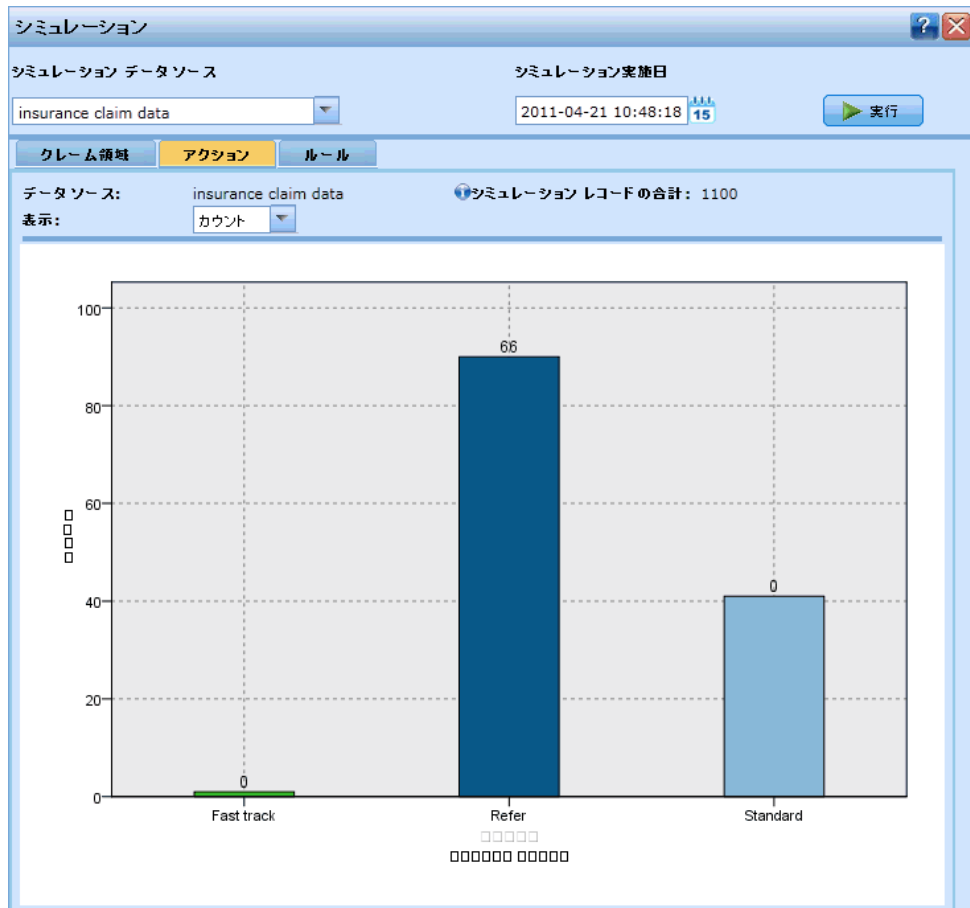 シミュレーション
シミュレーション データ ソース
シミュレーション実施日
insurance claim data
2011-04-21 10:48:18
15
実行
クレーム領域
アクション
ルール
データ ソース:
insurance claim data
シミュレーション レコードの合計: 1100
表示:
カウント
100
80
60
40
20
0
0
66
0
Fast track
Refer
Standard